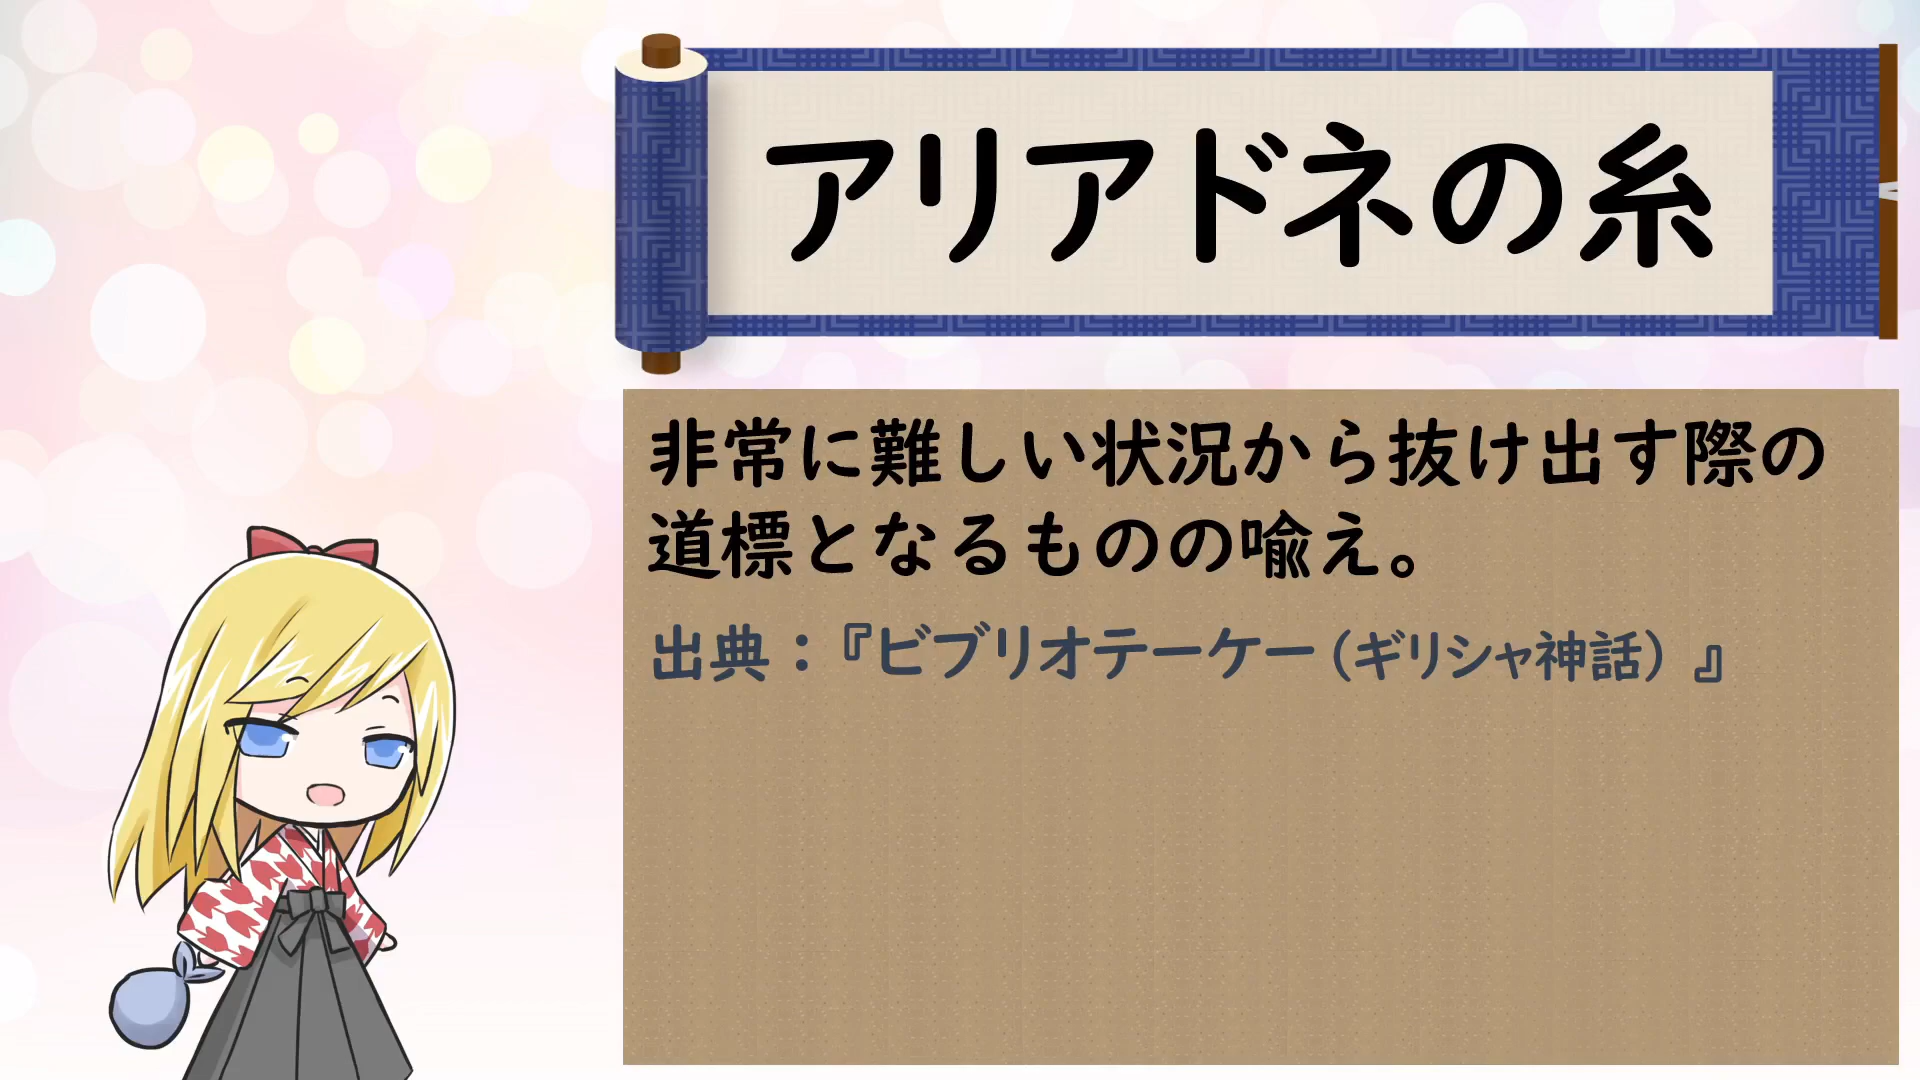 アリアドネの糸
非常に難しい状況から抜け出す際の
道標となるものの喩え。
出典：『ビブリオテーケー（ギリシャ神話）』